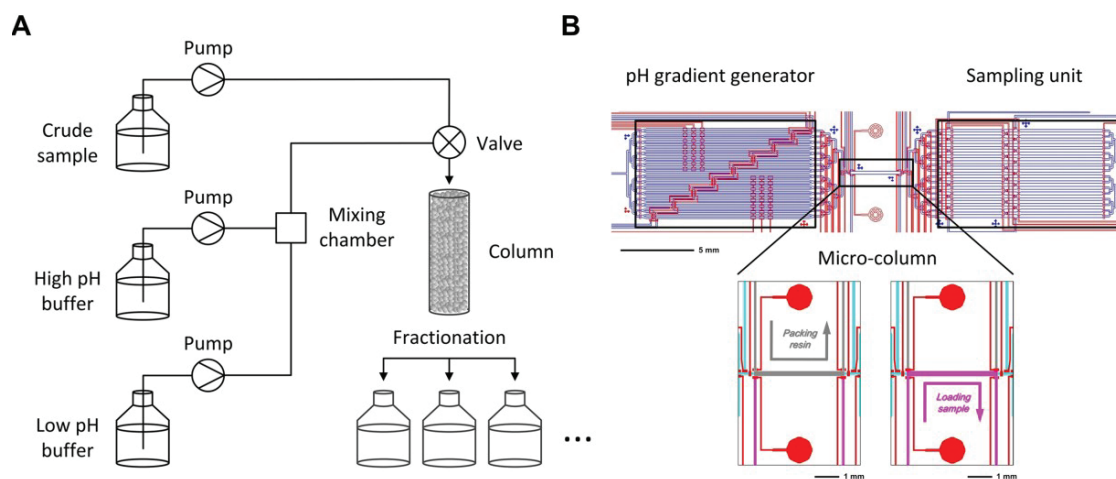 A
Pump
Crude
sample
Valve
Pump
Mixing
chamber
High pH
buffer
Column
Pump
Fractionation
Low pH
buffer
...
B
pH gradient generator
Sampling unit
5 mm
Micro-column
Packing
resin
Loading
sample
1 mm
1 mm